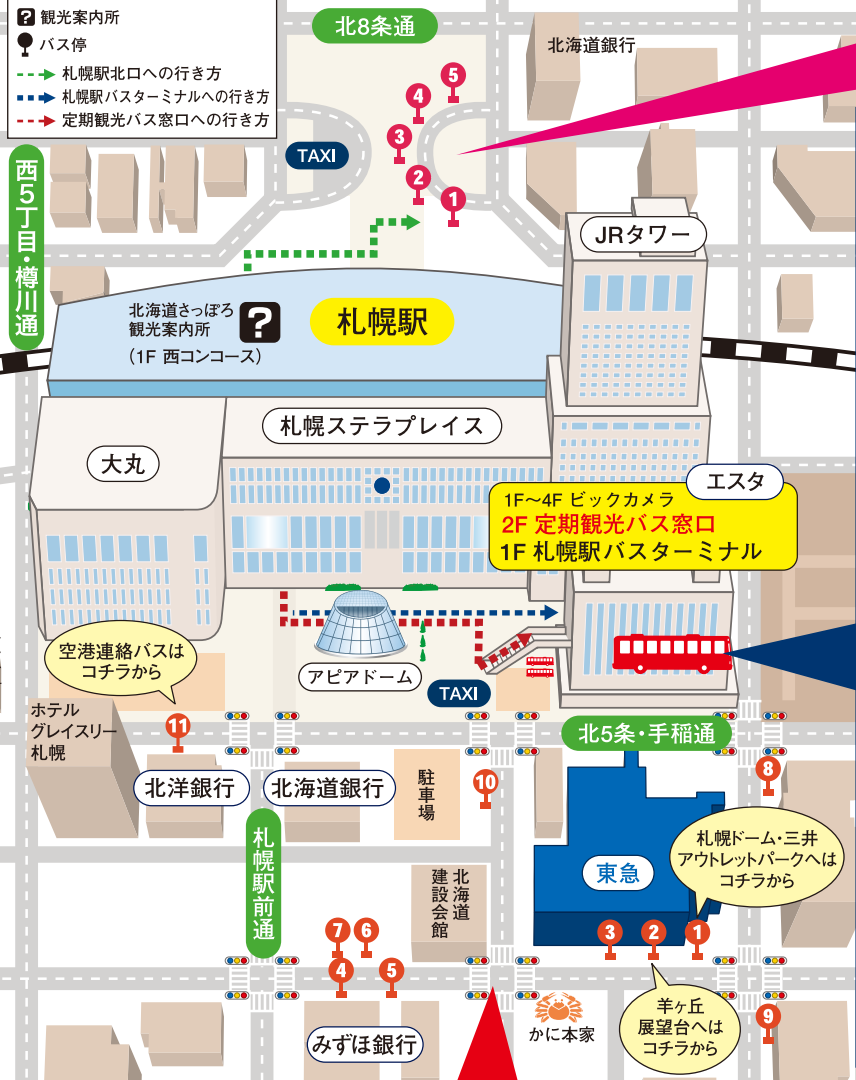 観光案内所
バス停
札幌駅北口への行き方
札幌駅バスターミナルへの行き方
定期観光バス窓口への行き方
北8条通
北海道銀行
5
4
3
2
1
TAXI
西5丁目・樽川通
JRタワー
北海道さっぽろ
観光案内所
(1F 西コンコース)
?
札幌駅
札幌ステラプレイス
大丸
エスタ
1F〜4F ビックカメラ
2F 定期観光バス窓口
1F 札幌駅バスターミナル
空港連絡バスは
コチラから
アピアドーム
TAXI
ホテル
グレイスリー
札幌
11
北5条・手稲通
北洋銀行
北海道銀行
駐車場
10
8
札幌駅前通
東急
札幌ドーム・三井
アウトレットパークへは
コチラから
北海道
建設会館
7
6
4
5
3
2
1
みずほ銀行
かに本家
羊ヶ丘
展望台へは
コチラから
9